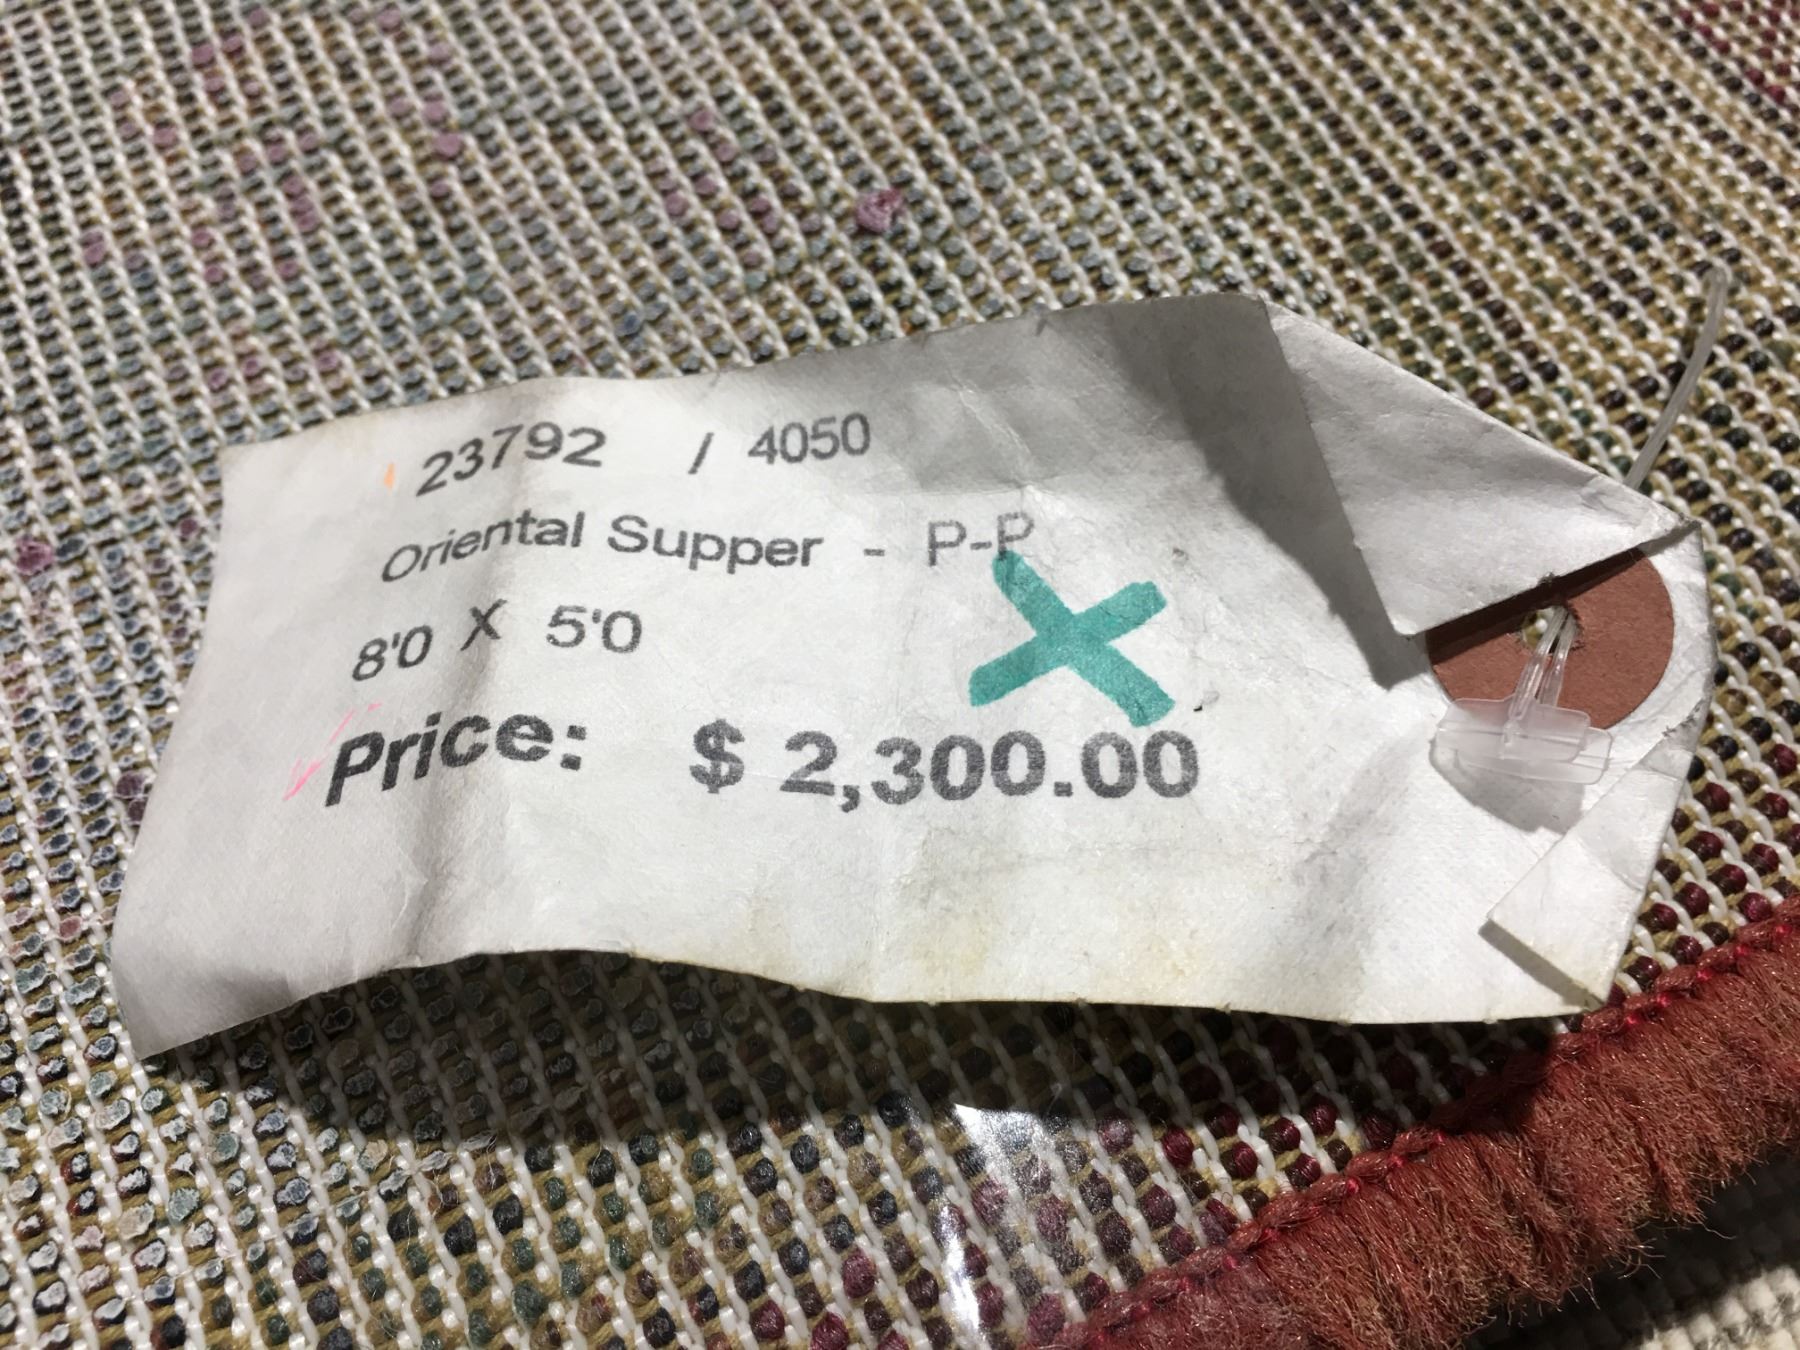 23792 / 4050
Oriental Supper - P-P
8'0 X 5'0
Price: $ 2,300.00